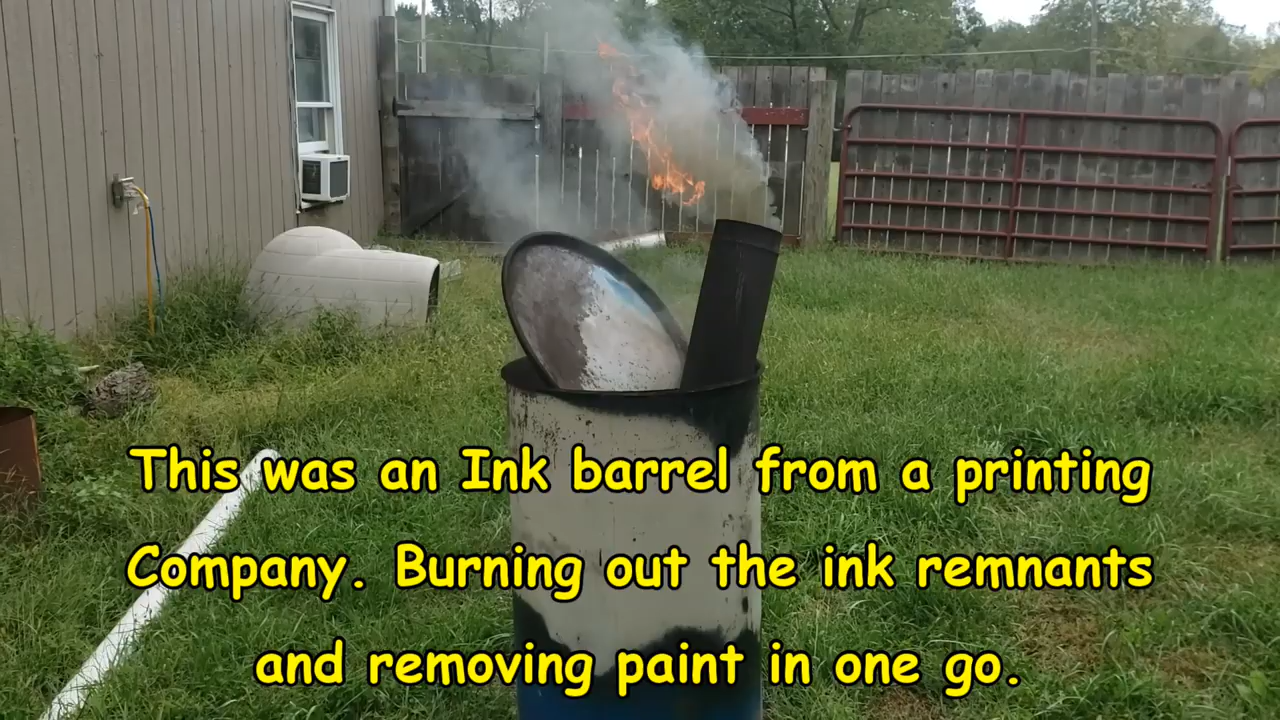 This was an Ink barrel from a printing
Company. Burning out the ink remnants
and removing paint in one go.